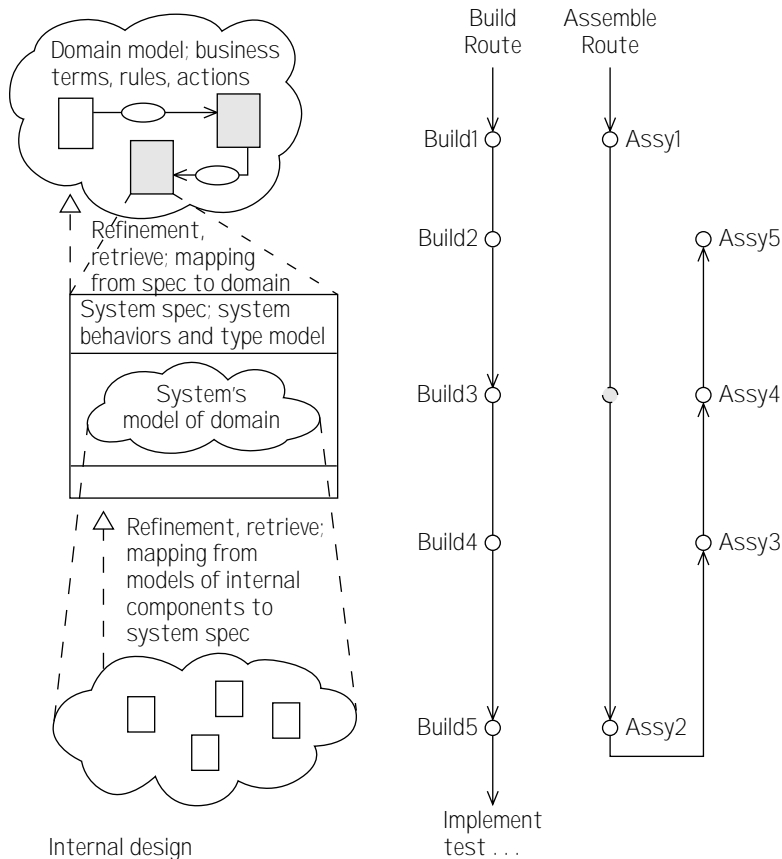 Domain model; business
terms, rules, actions
Refinement,
retrieve; mapping
from spec to domain
System spec; system
behaviors and type model
System's
model of domain
Refinement, retrieve;
mapping from
models of internal
components to
system spec
Internal design
Build
Route
Assemble
Route
Build1
Assy1
Build2
Assy5
Build3
Assy4
Build4
Assy3
Build5
Assy2
Implement
test . . .